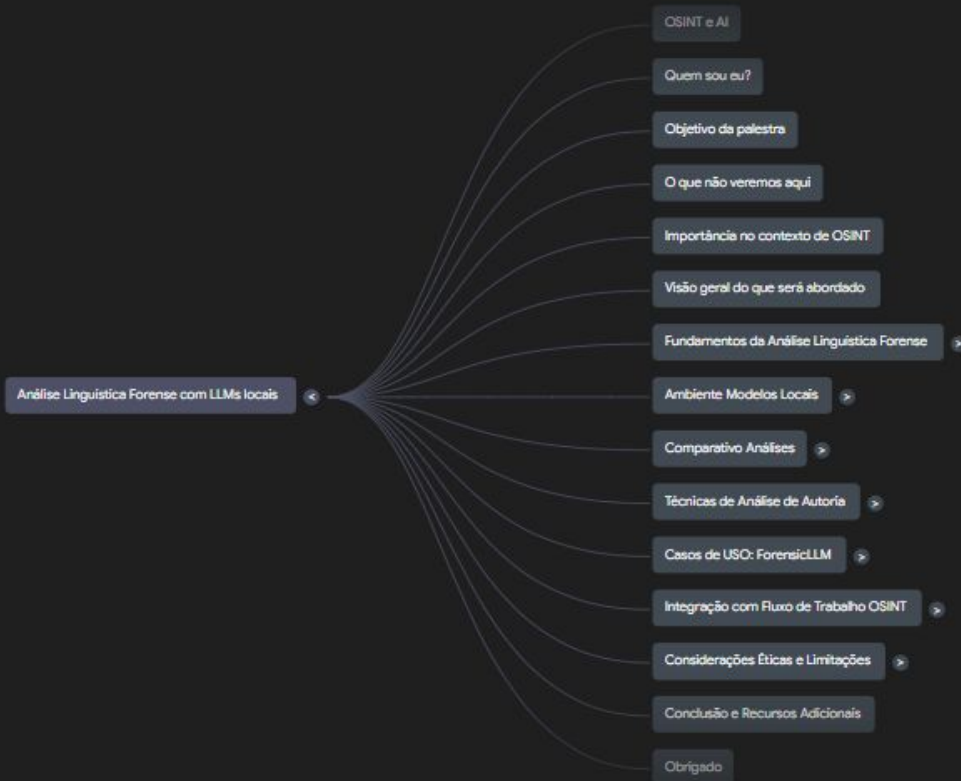 OSINT e AI
Quem sou eu?
Objetivo da palestra
O que não veremos aqui
Importância no contexto de OSINT
Visão geral do que será abordado
Fundamentos da Análise Linguística Forense >
Análise Linguística Forense com LLMs locais <
Ambiente Modelos Locais >
Comparativo Análises >
Técnicas de Análise de Autoria >
Casos de USO: ForensicLLM >
Integração com Fluxo de Trabalho OSINT >
Considerações Éticas e Limitações >
Conclusão e Recursos Adicionais
Obrigado